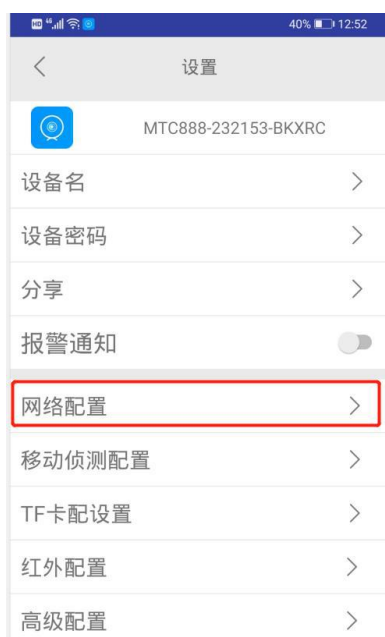 HD 46 40% 12:52
设置
MTC888-232153-BKXRC
设备名
设备密码
分享
报警通知
网络配置
移动侦测配置
TF卡配设置
红外配置
高级配置